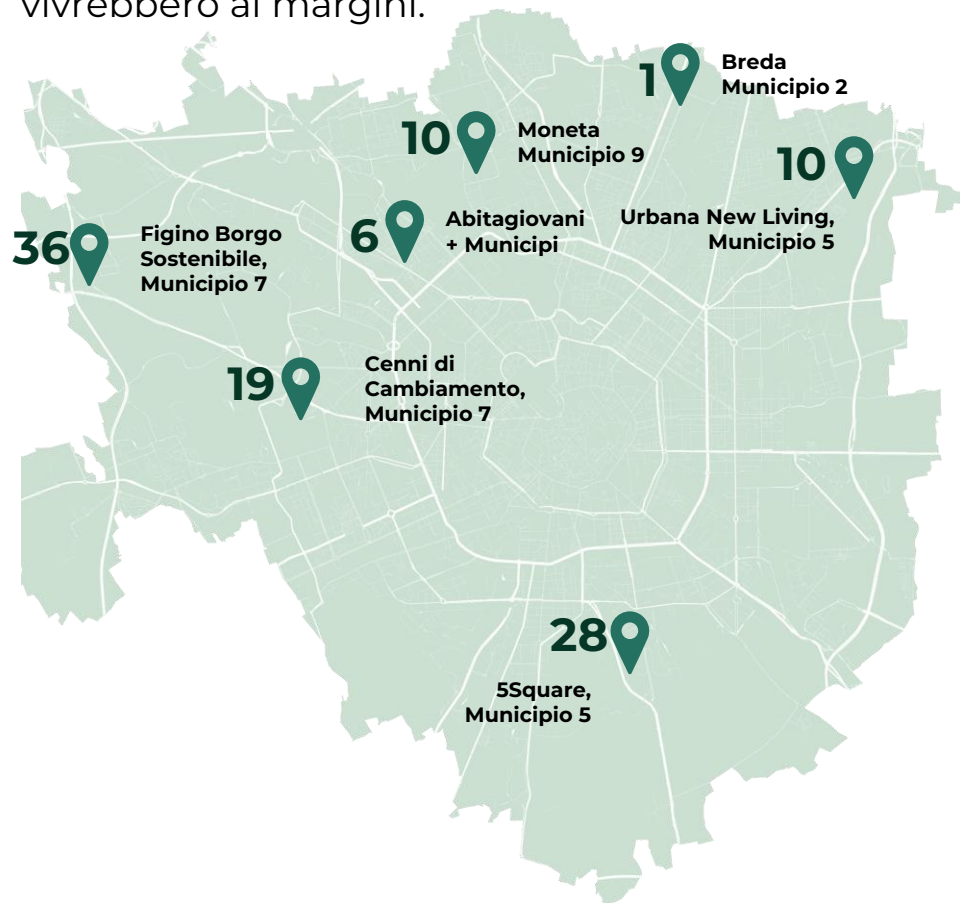 vivrebbero ai margini.
1
Breda
Municipio 2
10
Moneta
Municipio 9
10
Urbana New Living,
Municipio 5
6
Abitagiovani
+ Municipi
36
Figino Borgo
Sostenibile,
Municipio 7
19
Cenni di
Cambiamento,
Municipio 7
28
5Square,
Municipio 5